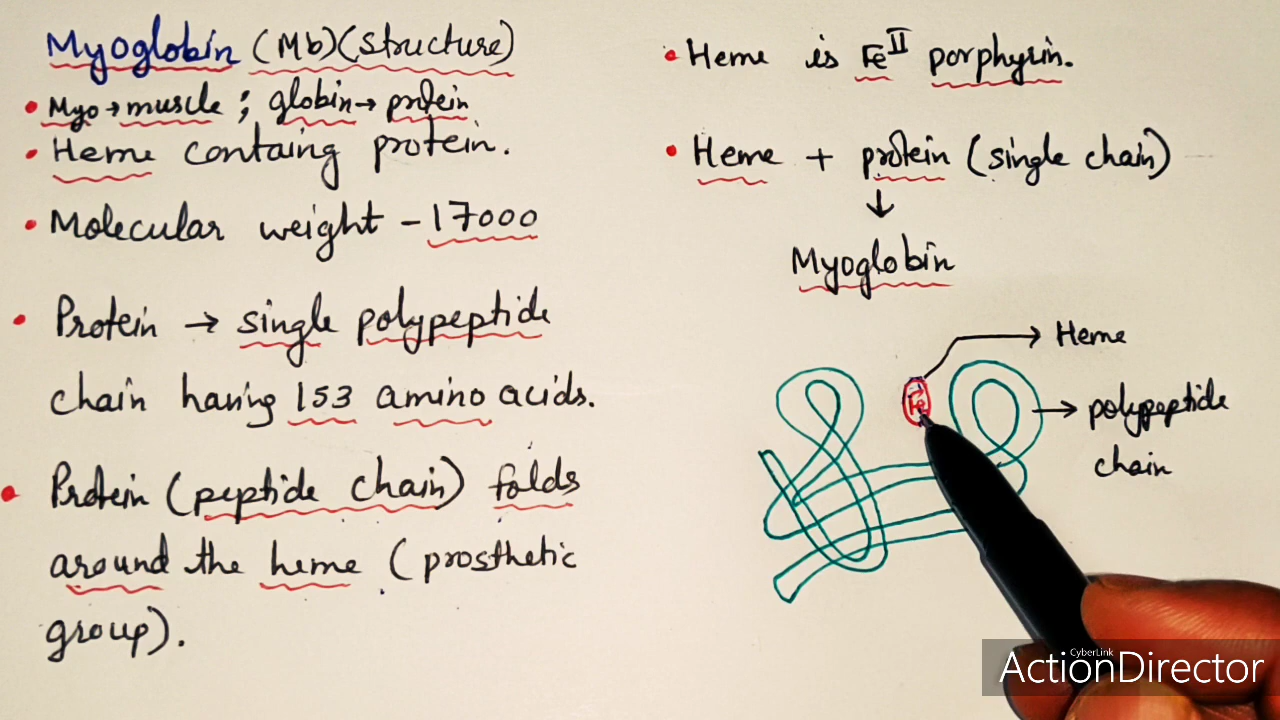 Myoglobin (Mb)(structure)
• Myo → muscle ; globin → protein
• Heme containg protein.
• Molecular weight - 17000
• Protein → single polypeptide
chain having 153 amino acids.
• Protein (peptide chain) folds
around the heme (prosthetic
group).
• Heme is Fe^II porphyrin.
• Heme + protein (single chain)
↓
Myoglobin
Heme
Fe
polypeptide
chain
CyberLink
ActionDirector